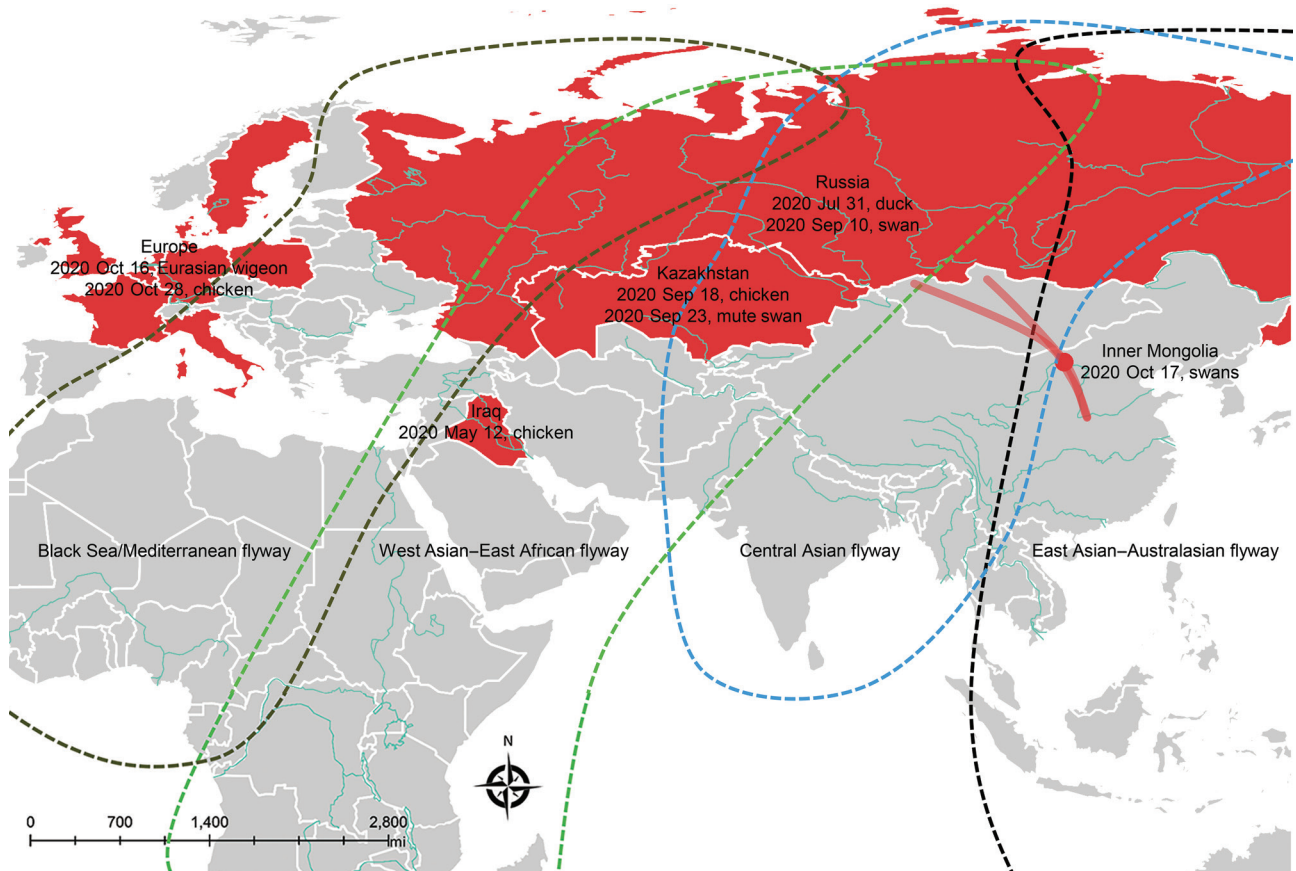 Russia
2020 Jul 31, duck
2020 Sep 10, swan
Europe
2020 Oct 16, Eurasian wigeon
2020 Oct 28, chicken
Kazakhstan
2020 Sep 18, chicken
2020 Sep 23, mute swan
Inner Mongolia
2020 Oct 17, swans
Iraq
2020 May 12, chicken
Black Sea/Mediterranean flyway
West Asian–East African flyway
Central Asian flyway
East Asian–Australasian flyway
N
0 700 1,400 2,800
mi